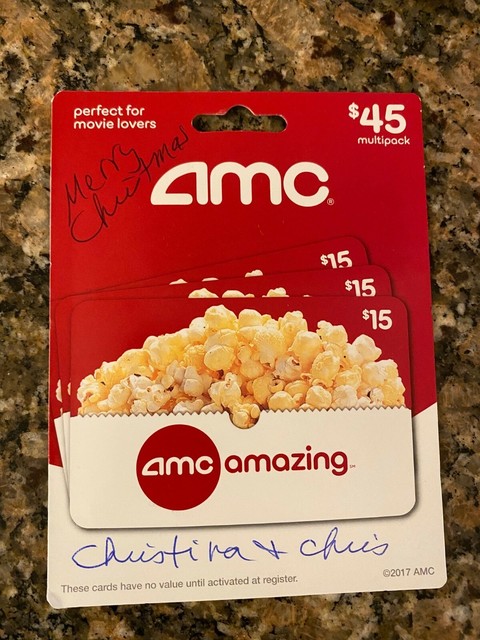 perfect for
movie lovers
$45
multipack
Merry
Christmas
amc®
$15
$15
$15
amc amazing℠
Christina & Chris
These cards have no value until activated at register.
©2017 AMC